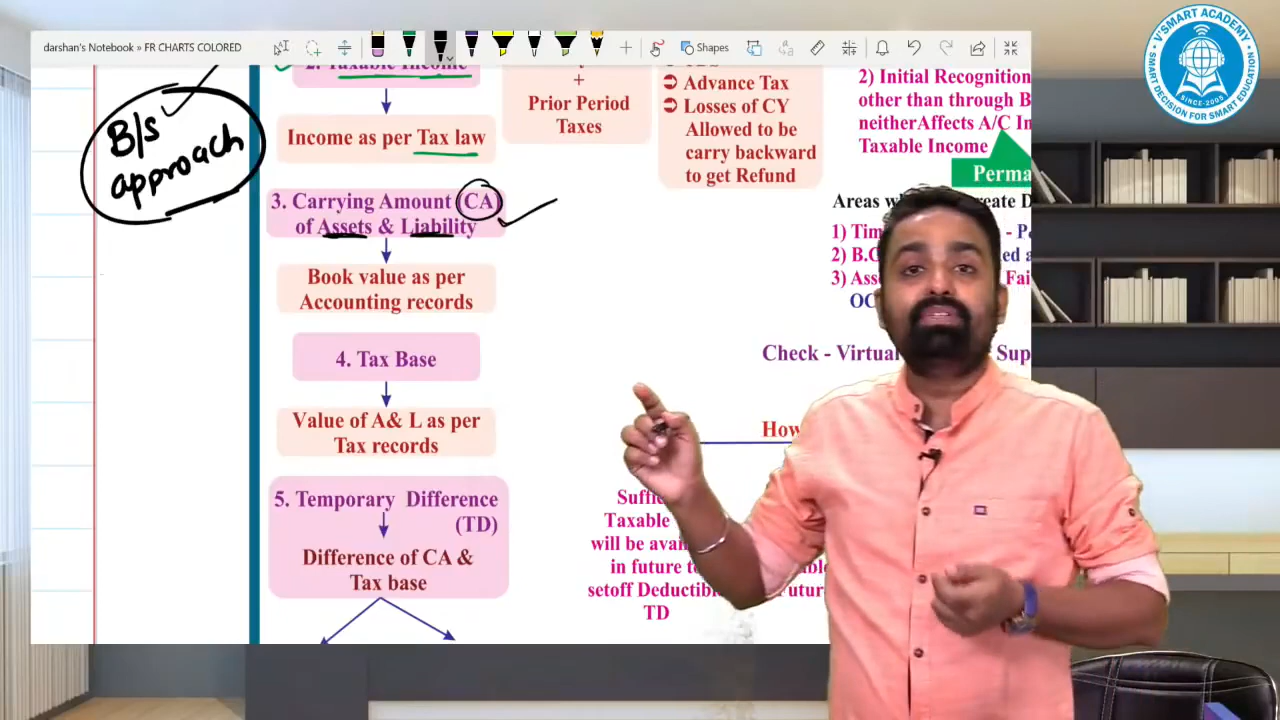 darshan's Notebook » FR CHARTS COLORED
Shapes
V'SMART ACADEMY
SMART DECISION FOR SMART EDUCATION
SINCE-2005
B/s
approach
2. Taxable Income
Income as per Tax law
3. Carrying Amount (CA)
of Assets & Liability
Book value as per
Accounting records
4. Tax Base
Value of A& L as per
Tax records
5. Temporary Difference
(TD)
Difference of CA &
Tax base
+
Prior Period
Taxes
Advance Tax
Losses of CY
Allowed to be
carry backward
to get Refund
2) Initial Recognition
other than through B
neitherAffects A/C In
Taxable Income
Perma
Areas w
1) Tim
2) B.C
3) Ass
OC
Check - Virtual
Sup
How
Suffi
Taxable
will be avai
in future to
setoff Deductibl
TD